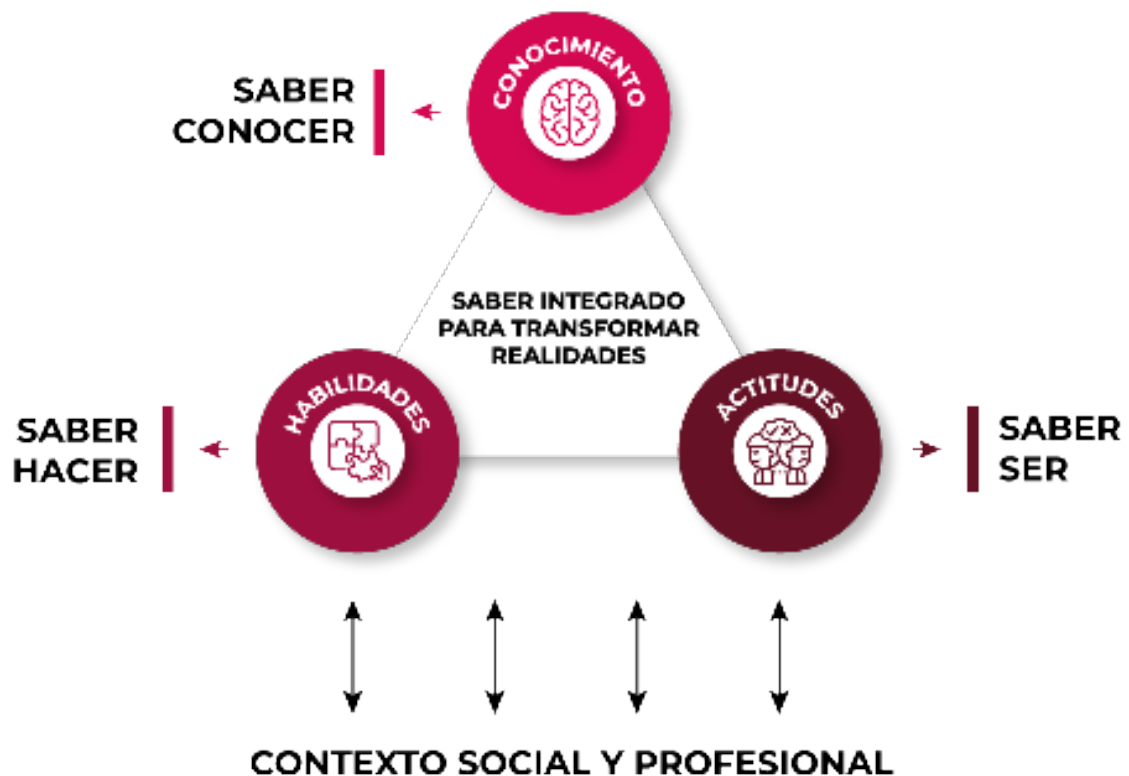 CONOCIMIENTO
SABER
CONOCER
SABER INTEGRADO
PARA TRANSFORMAR
REALIDADES
HABILIDADES
SABER
HACER
ACTITUDES
SABER
SER
CONTEXTO SOCIAL Y PROFESIONAL